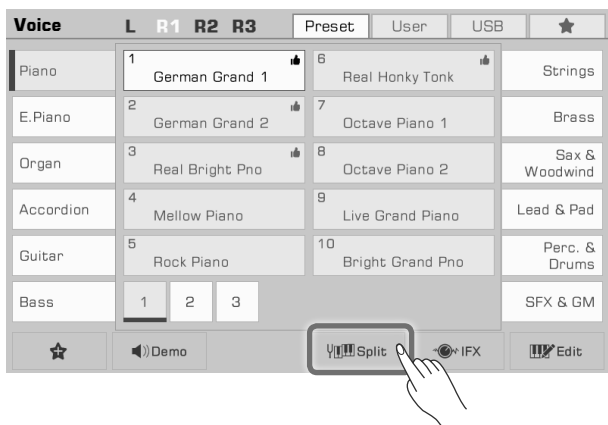 Voice L R1 R2 R3 Preset User USB
Piano
E.Piano
Organ
Accordion
Guitar
Bass
1 German Grand 1
2 German Grand 2
3 Real Bright Pno
4 Mellow Piano
5 Rock Piano
6 Real Honky Tonk
7 Octave Piano 1
8 Octave Piano 2
9 Live Grand Piano
10 Bright Grand Pno
1 2 3
Strings
Brass
Sax &
Woodwind
Lead & Pad
Perc. &
Drums
SFX & GM
Demo Split IFX Edit